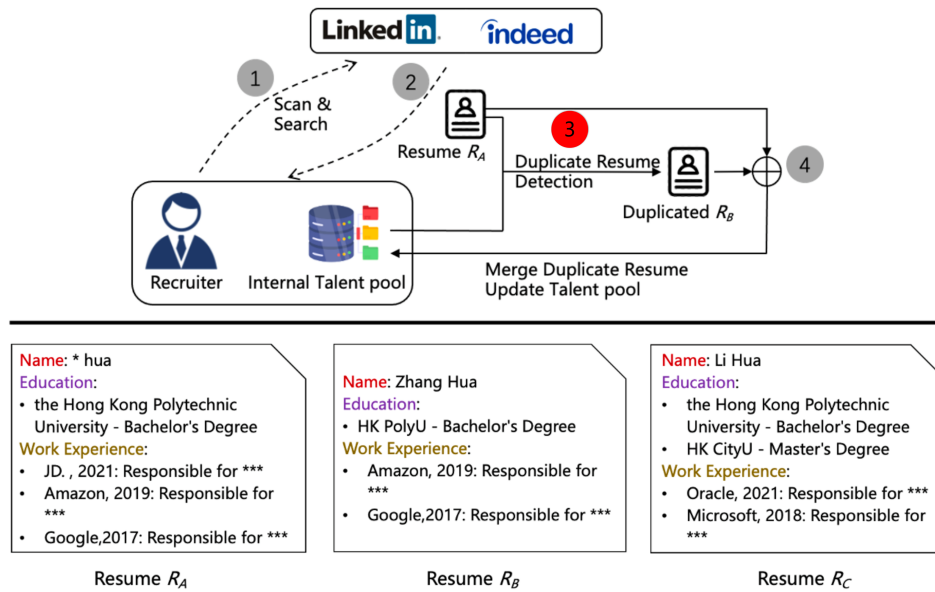 Linked in.
indeed
1
2
Scan &
Search
Resume R_A
3
Duplicate Resume
Detection
4
Duplicated R_B
Recruiter
Internal Talent pool
Merge Duplicate Resume
Update Talent pool
Name: * hua
Education:
• the Hong Kong Polytechnic
University - Bachelor's Degree
Work Experience:
• JD. , 2021: Responsible for ***
• Amazon, 2019: Responsible for
***
• Google,2017: Responsible for ***
Resume R_A
Name: Zhang Hua
Education:
• HK PolyU - Bachelor's Degree
Work Experience:
• Amazon, 2019: Responsible for
***
• Google,2017: Responsible for ***
Resume R_B
Name: Li Hua
Education:
• the Hong Kong Polytechnic
University - Bachelor's Degree
• HK CityU - Master's Degree
Work Experience:
• Oracle, 2021: Responsible for ***
• Microsoft, 2018: Responsible for
***
Resume R_C